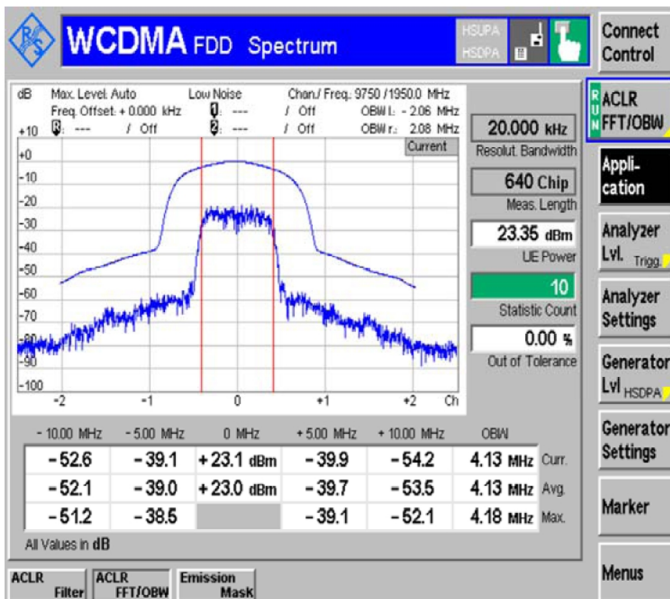 R&S
WCDMA FDD Spectrum
HSUPA
HSDPA
Connect Control
dB Max. Level: Auto Low Noise Chan./ Freq.: 9750 /1950.0 MHz
Freq. Offset: + 0.000 kHz 1: --- / Off OBW l.: - 2.06 MHz
R: --- / Off 2: --- / Off OBW r.: 2.08 MHz
Current
+10
+0
-10
-20
-30
-40
-50
-60
-70
-80
-90
-100
-2 -1 0 +1 +2 Ch
20.000 kHz
Resolut. Bandwidth
640 Chip
Meas. Length
23.35 dBm
UE Power
10
Statistic Count
0.00 %
Out of Tolerance
- 10.00 MHz - 5.00 MHz 0 MHz + 5.00 MHz + 10.00 MHz OBW
-52.6 -39.1 +23.1 dBm -39.9 -54.2 4.13 MHz Curr.
-52.1 -39.0 +23.0 dBm -39.7 -53.5 4.13 MHz Avg.
-51.2 -38.5 -39.1 -52.1 4.18 MHz Max.
All Values in dB
RUN
ACLR
FFT/OBW
Appli-
cation
Analyzer
Lvl. Trigg.
Analyzer
Settings
Generator
Lvl HSDPA
Generator
Settings
Marker
Menus
ACLR
Filter
ACLR
FFT/OBW
Emission
Mask